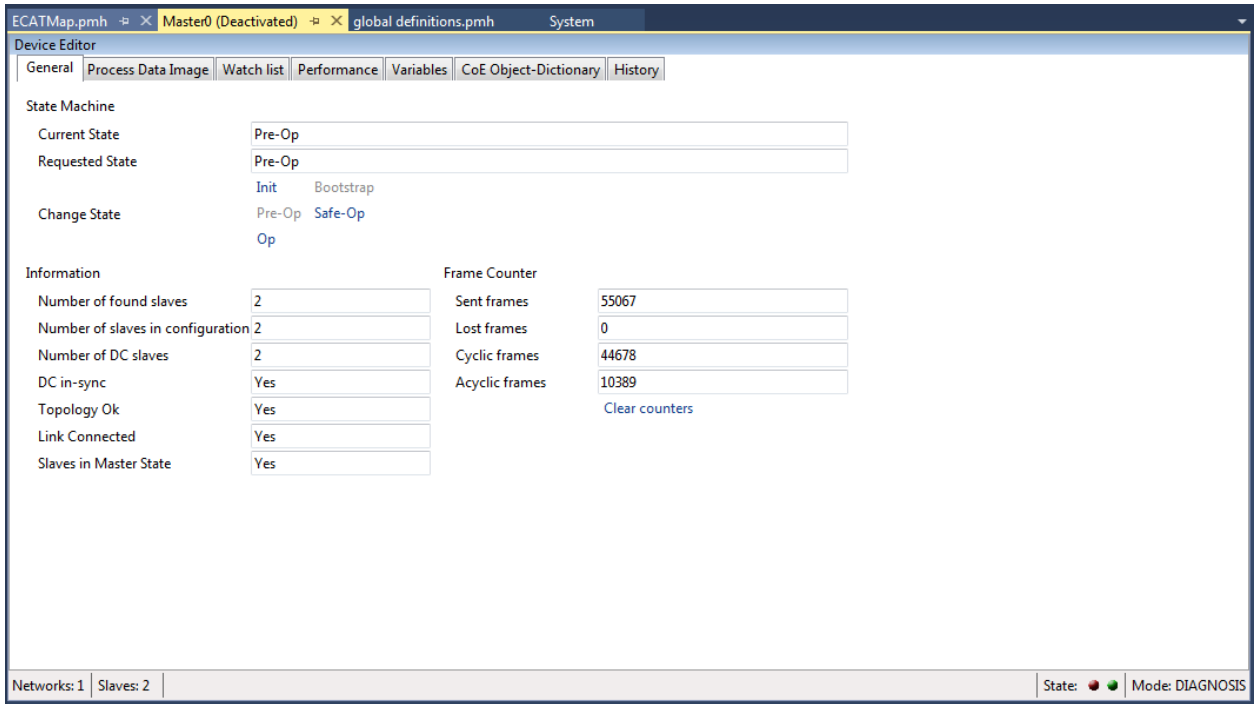 ECATMap.pmh Master0 (Deactivated) global definitions.pmh System
Device Editor
General Process Data Image Watch list Performance Variables CoE Object-Dictionary History
State Machine
Current State Pre-Op
Requested State Pre-Op
Init Bootstrap
Change State Pre-Op Safe-Op
Op
Information Frame Counter
Number of found slaves 2 Sent frames 55067
Number of slaves in configuration 2 Lost frames 0
Number of DC slaves 2 Cyclic frames 44678
DC in-sync Yes Acyclic frames 10389
Topology Ok Yes Clear counters
Link Connected Yes
Slaves in Master State Yes
Networks: 1 Slaves: 2 State: Mode: DIAGNOSIS